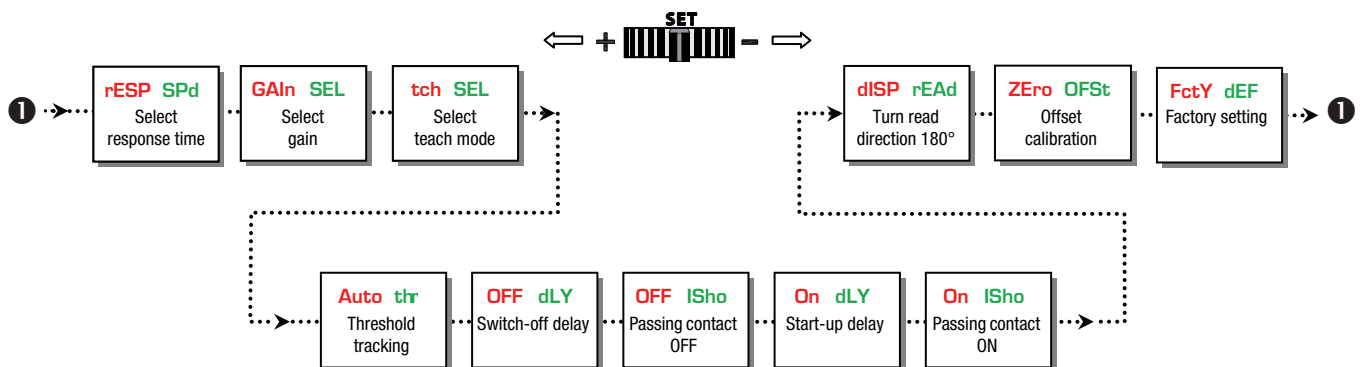 SET
+ -
❶
rESP SPd
Select
response time
GAIn SEL
Select
gain
tch SEL
Select
teach mode
Auto thr
Threshold
tracking
OFF dLY
Switch-off delay
OFF ISho
Passing contact
OFF
On dLY
Start-up delay
On ISho
Passing contact
ON
dISP rEAd
Turn read
direction 180°
ZEro OFSt
Offset
calibration
FctY dEF
Factory setting
❶